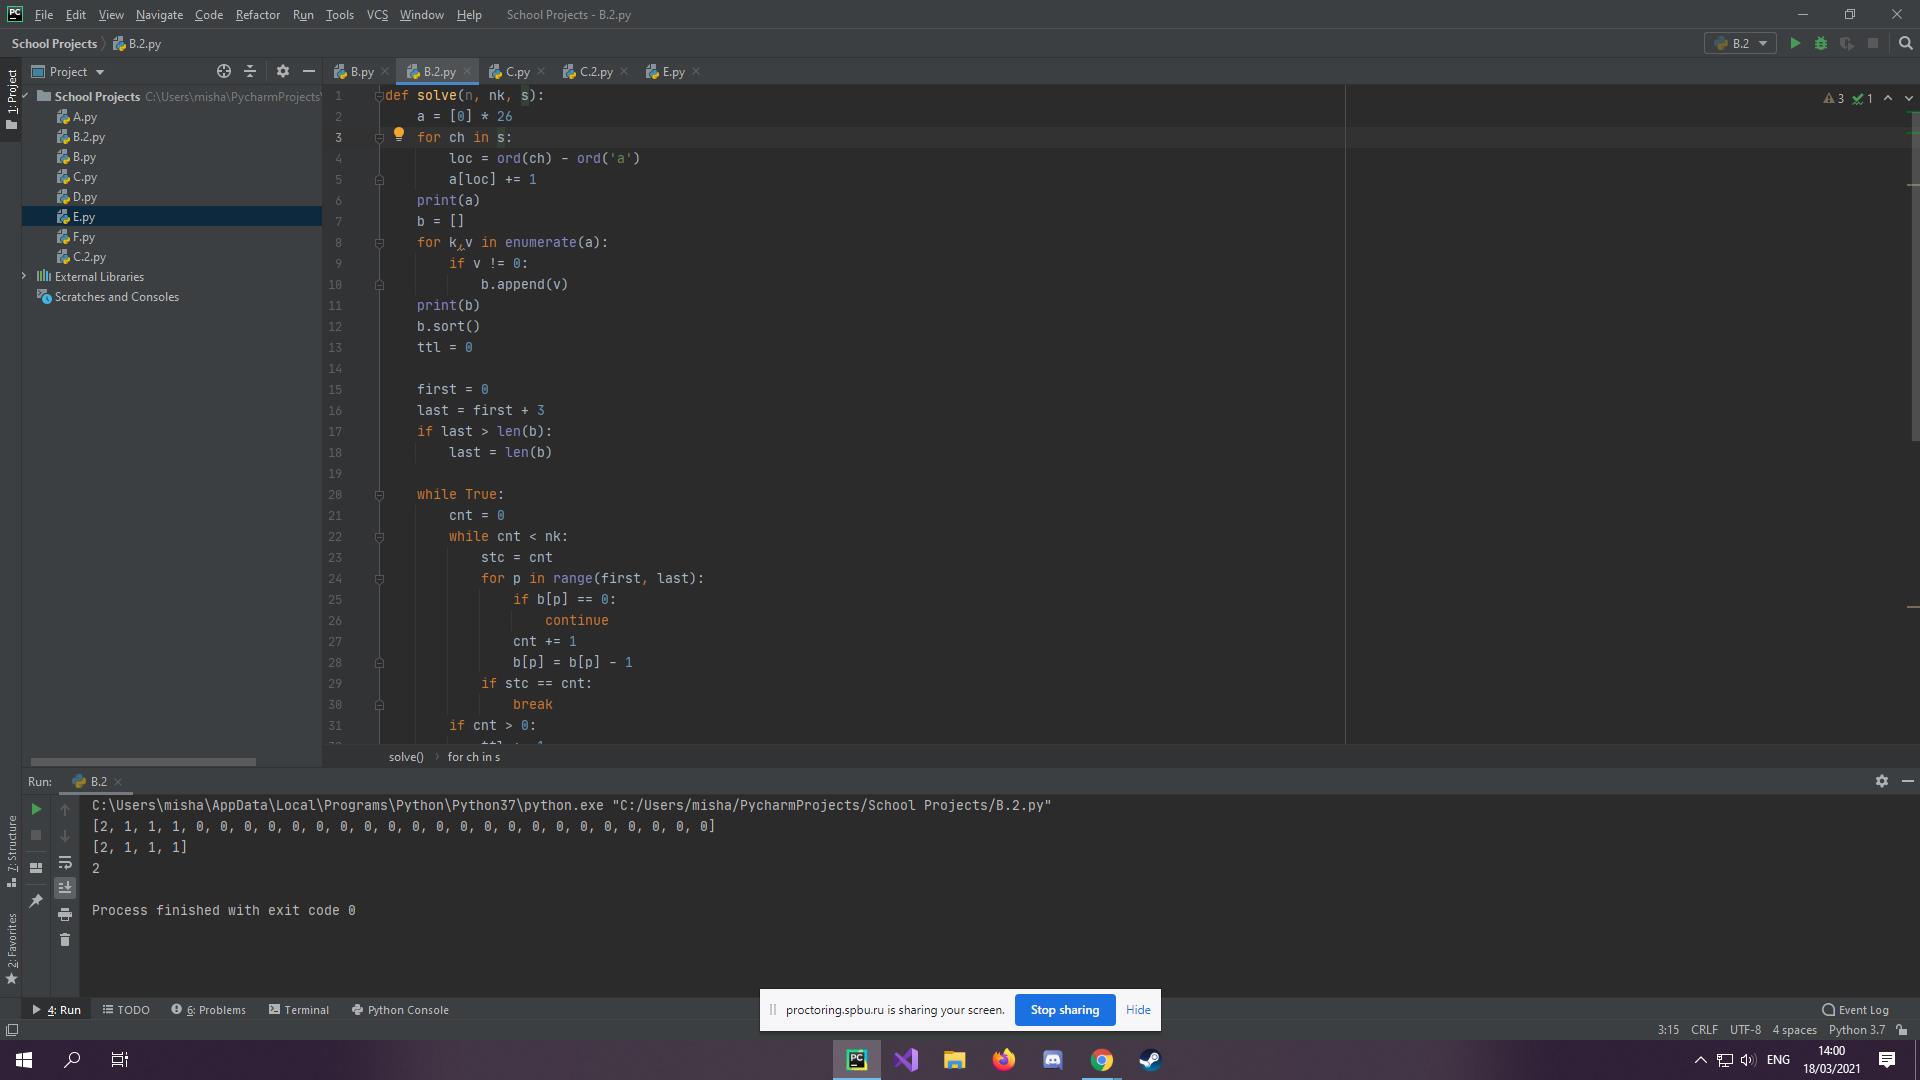 PC File Edit View Navigate Code Refactor Run Tools VCS Window Help School Projects - B.2.py
School Projects B.2.py B.2
1: Project
Project
School Projects C:\Users\misha\PycharmProjects\
A.py
B.2.py
B.py
C.py
D.py
E.py
F.py
C.2.py
External Libraries
Scratches and Consoles
B.py B.2.py C.py C.2.py E.py
3 1
1 def solve(n, nk, s):
2 a = [0] * 26
3 for ch in s:
4 loc = ord(ch) - ord('a')
5 a[loc] += 1
6 print(a)
7 b = []
8 for k,v in enumerate(a):
9 if v != 0:
10 b.append(v)
11 print(b)
12 b.sort()
13 ttl = 0
14
15 first = 0
16 last = first + 3
17 if last > len(b):
18 last = len(b)
19
20 while True:
21 cnt = 0
22 while cnt < nk:
23 stc = cnt
24 for p in range(first, last):
25 if b[p] == 0:
26 continue
27 cnt += 1
28 b[p] = b[p] - 1
29 if stc == cnt:
30 break
31 if cnt > 0:
solve() for ch in s
Run: B.2
C:\Users\misha\AppData\Local\Programs\Python\Python37\python.exe "C:/Users/misha/PycharmProjects/School Projects/B.2.py"
[2, 1, 1, 1, 0, 0, 0, 0, 0, 0, 0, 0, 0, 0, 0, 0, 0, 0, 0, 0, 0, 0, 0, 0, 0, 0]
[2, 1, 1, 1]
2
Process finished with exit code 0
7: Structure
2: Favorites
proctoring.spbu.ru is sharing your screen. Stop sharing Hide
4: Run TODO 6: Problems Terminal Python Console Event Log
3:15 CRLF UTF-8 4 spaces Python 3.7
PC ENG 14:00
18/03/2021